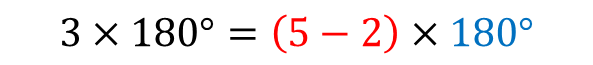 3 × 180° = (5 − 2) × 180°